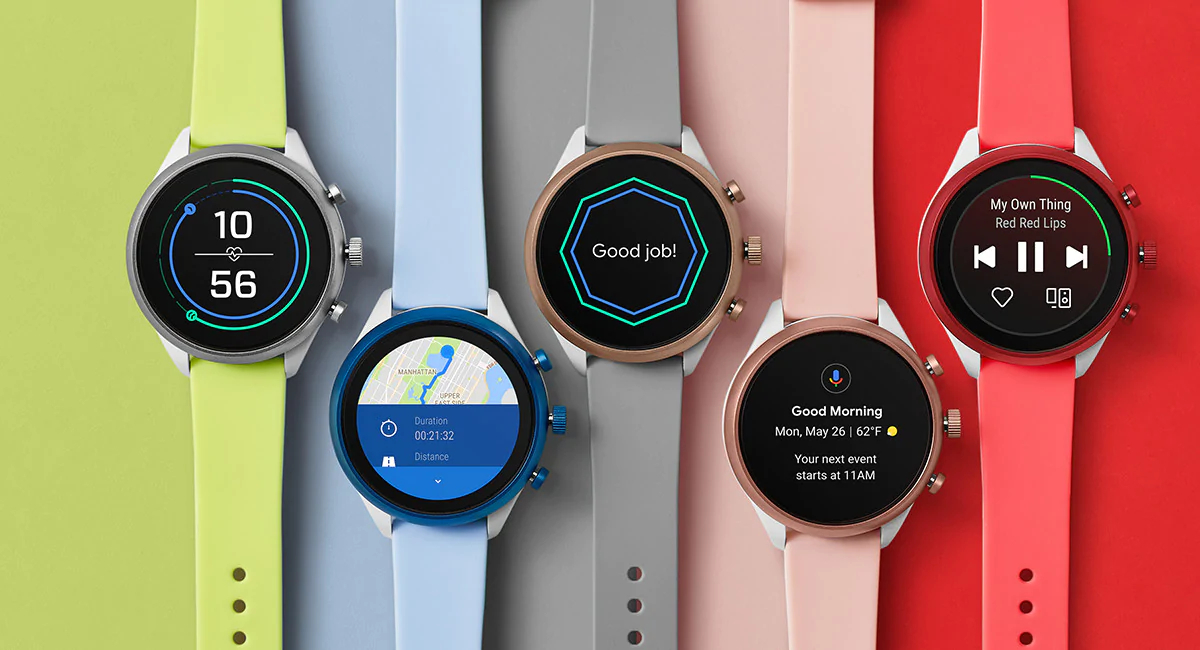 10
56
MANHATTAN
UPPER
EAST SIDE
Duration
00:21:32
Distance
Good job!
Good Morning
Mon, May 26 | 62°F
Your next event
starts at 11AM
My Own Thing
Red Red Lips